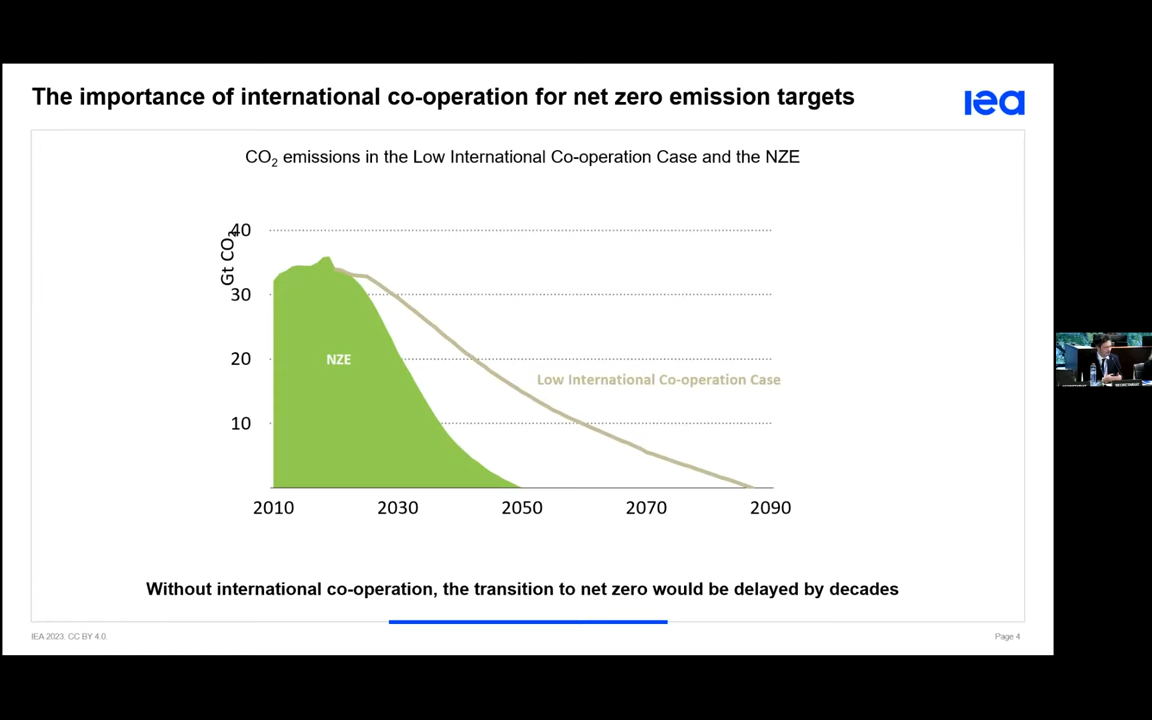 The importance of international co-operation for net zero emission targets
iea
CO₂ emissions in the Low International Co-operation Case and the NZE
Gt CO₂
40
30
20
10
NZE
Low International Co-operation Case
2010 2030 2050 2070 2090
Without international co-operation, the transition to net zero would be delayed by decades
IEA 2023. CC BY 4.0.
Page 4